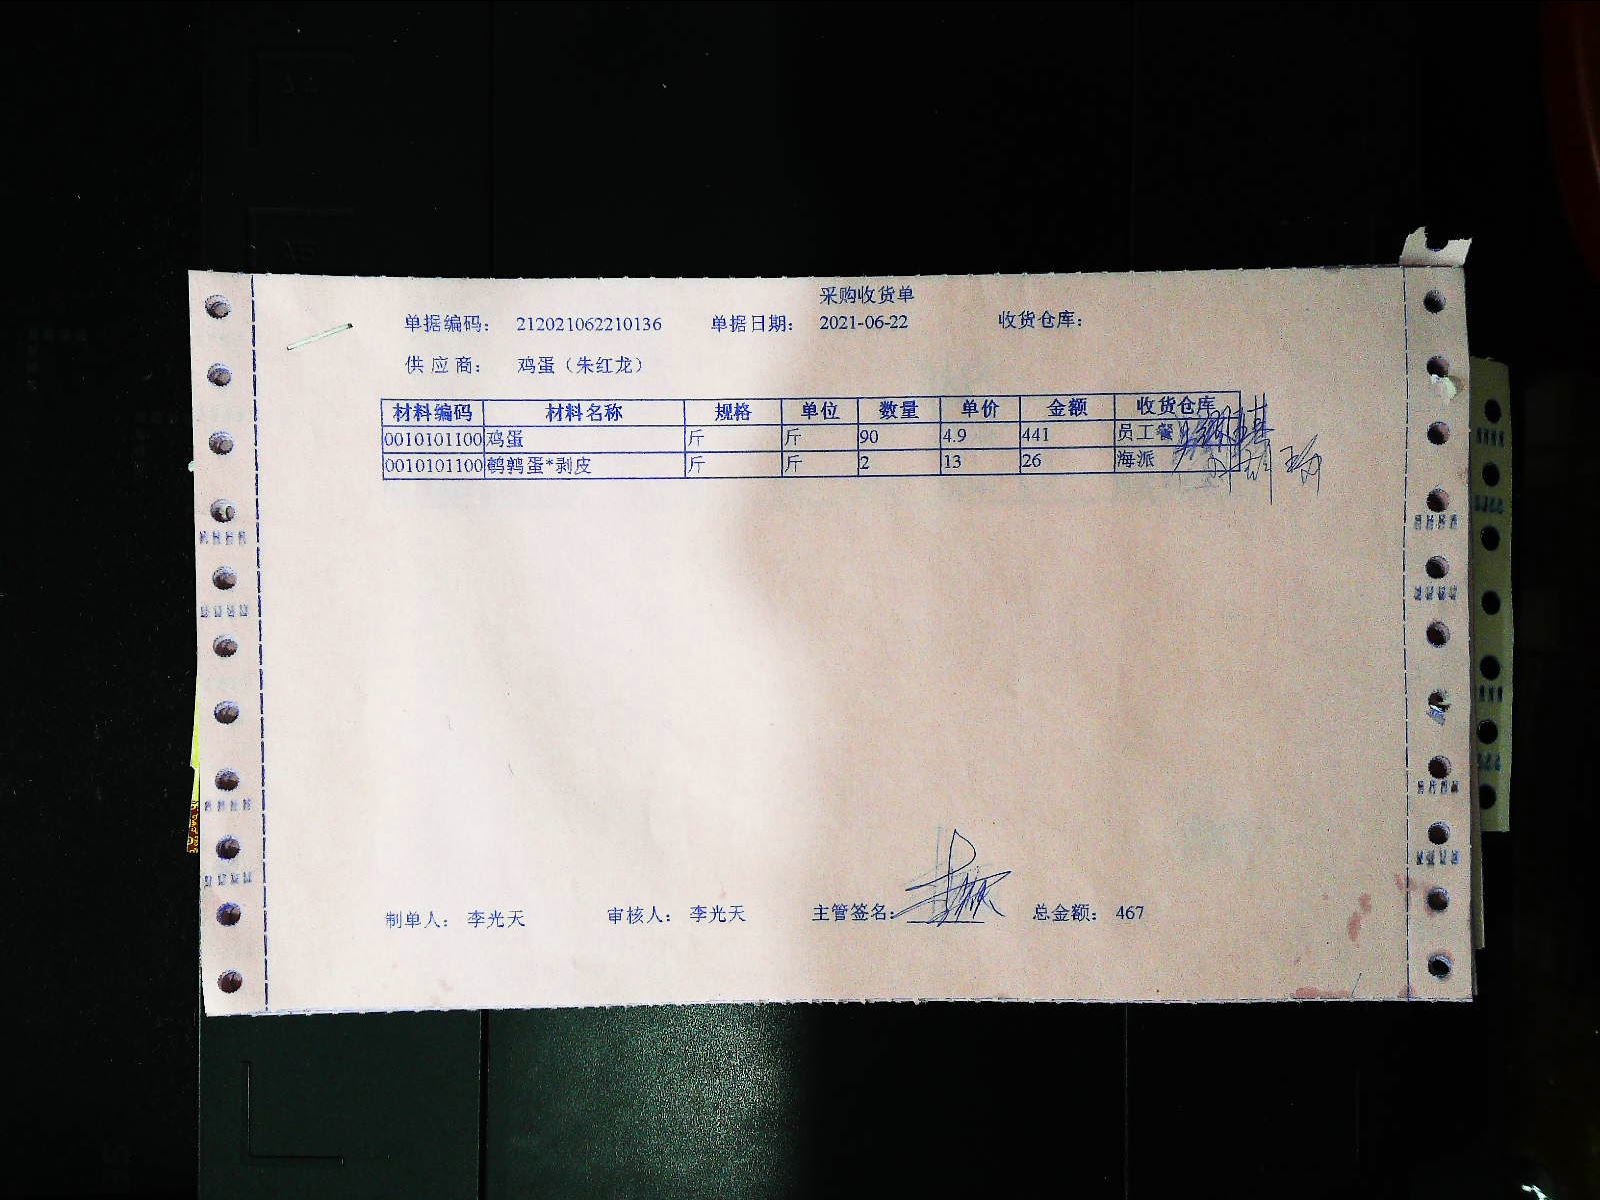 采购收货单
单据编码: 212021062210136 单据日期: 2021-06-22 收货仓库:
供 应 商: 鸡蛋（朱红龙）
材料编码 材料名称 规格 单位 数量 单价 金额 收货仓库
0010101100 鸡蛋 斤 斤 90 4.9 441 员工餐
0010101100 鹌鹑蛋*剥皮 斤 斤 2 13 26 海派
制单人: 李光天 审核人: 李光天 主管签名: 总金额: 467